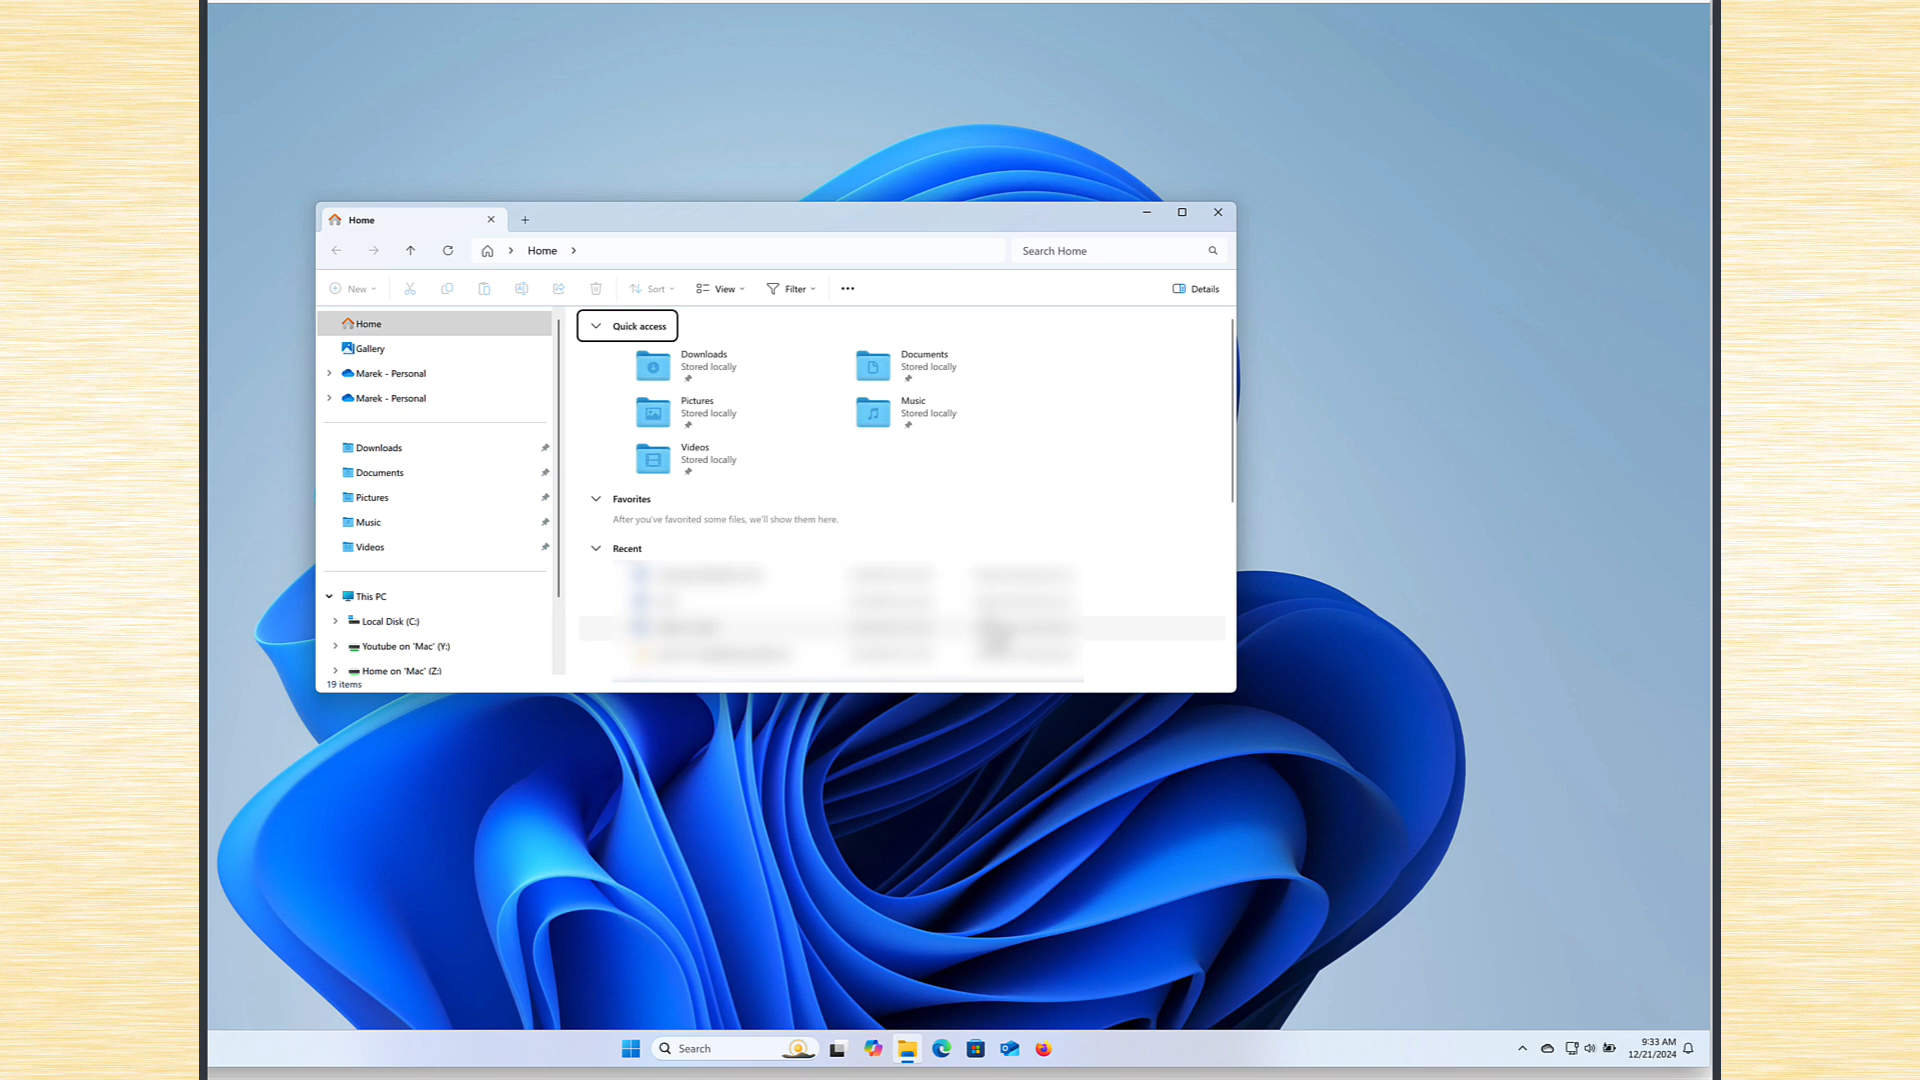 Home
Home
Search Home
New
Sort
View
Filter
Details
Home
Gallery
Marek - Personal
Marek - Personal
Downloads
Documents
Pictures
Music
Videos
This PC
Local Disk (C:)
Youtube on 'Mac' (Y:)
Home on 'Mac' (Z:)
19 items
Quick access
Downloads
Stored locally
Documents
Stored locally
Pictures
Stored locally
Music
Stored locally
Videos
Stored locally
Favorites
After you've favorited some files, we'll show them here.
Recent
Search
9:33 AM
12/21/2024